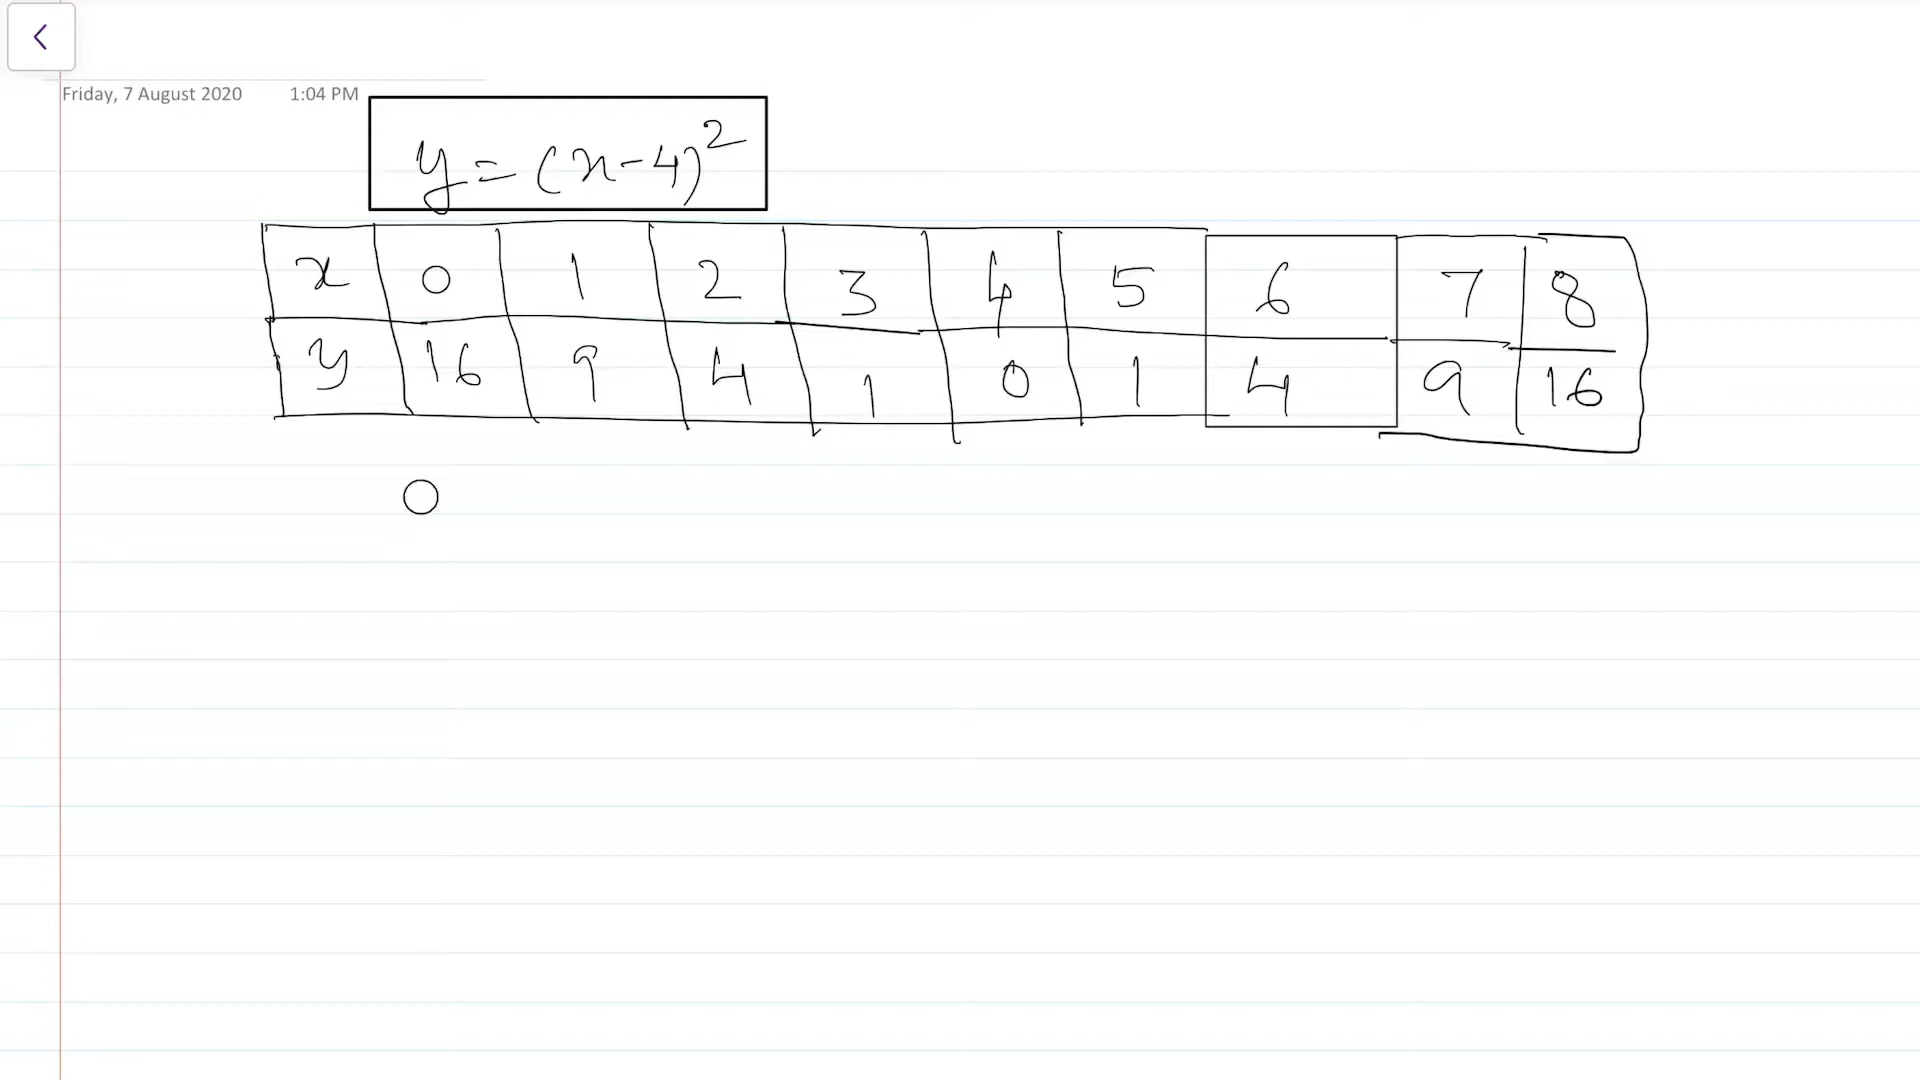 Friday, 7 August 2020 1:04 PM
y = (x-4)²
x 0 1 2 3 4 5 6 7 8
y 16 9 4 1 0 1 4 9 16